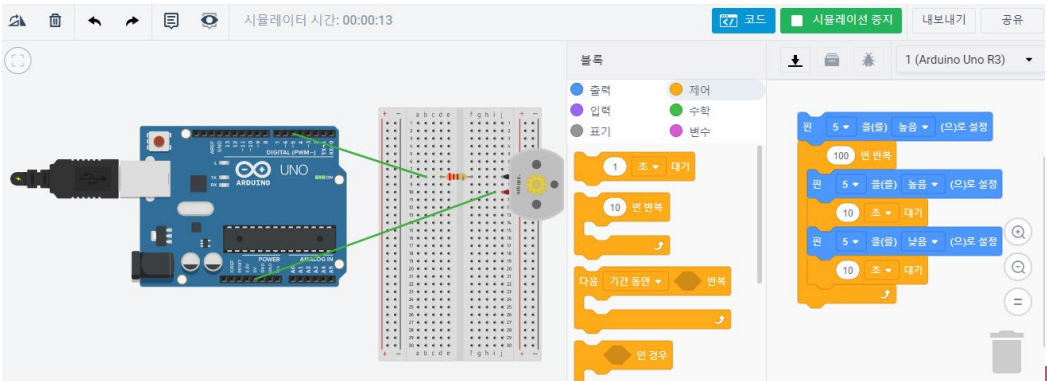 시뮬레이터 시간: 00:00:13
코드
시뮬레이션 중지
내보내기
공유
블록
1 (Arduino Uno R3)
출력
제어
입력
수학
표기
변수
1 초 대기
10 번 반복
다음 기간 동안 반복
인 경우
핀 5 을(를) 높음 (으)로 설정
100 번 반복
핀 5 을(를) 높음 (으)로 설정
10 초 대기
핀 5 을(를) 낮음 (으)로 설정
10 초 대기
DIGITAL (PWM~)
UNO
ARDUINO
POWER
ANALOG IN
a b c d e
f g h i j
a b c d e
f g h i j